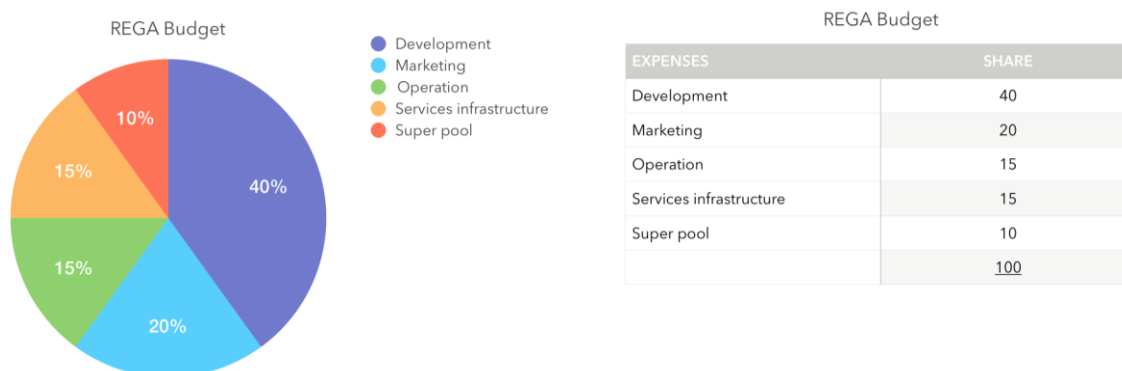 REGA Budget
Development
Marketing
Operation
Services infrastructure
Super pool
10%
40%
15%
15%
20%
REGA Budget
EXPENSES SHARE
Development 40
Marketing 20
Operation 15
Services infrastructure 15
Super pool 10
100